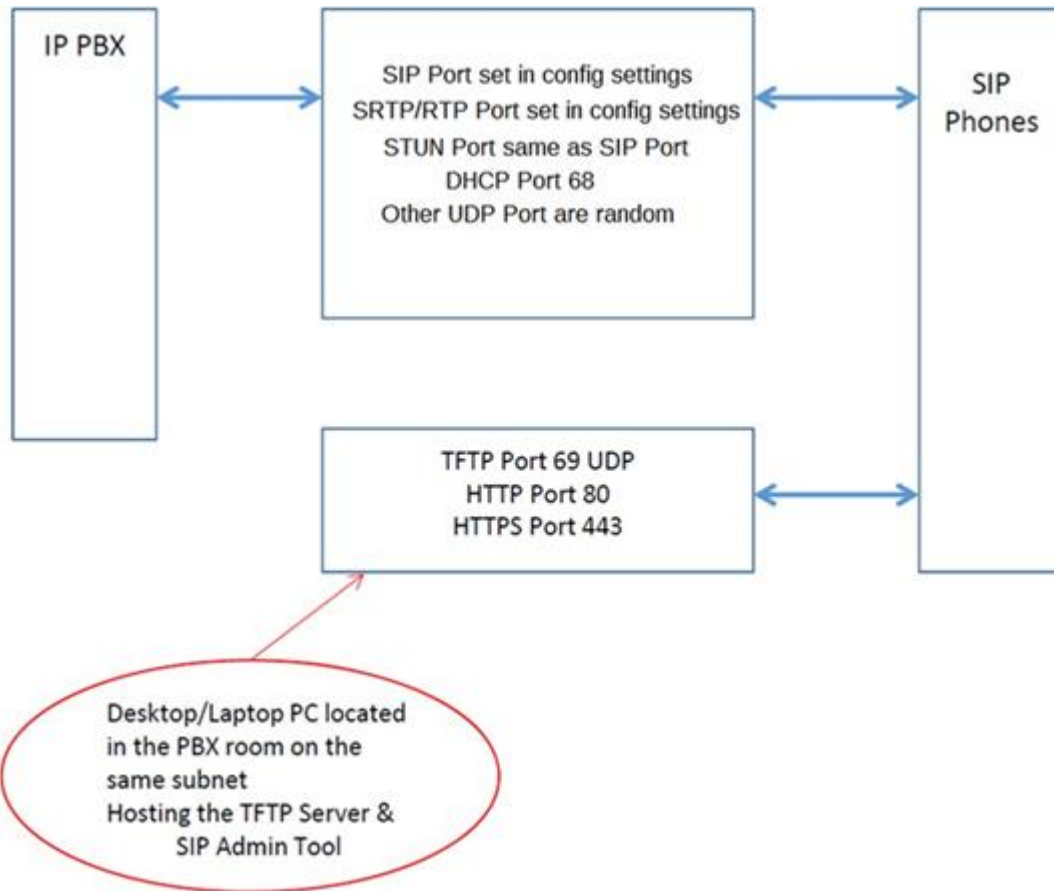 IP PBX
SIP Port set in config settings
SRTP/RTP Port set in config settings
STUN Port same as SIP Port
DHCP Port 68
Other UDP Port are random
SIP
Phones
TFTP Port 69 UDP
HTTP Port 80
HTTPS Port 443
Desktop/Laptop PC located
in the PBX room on the
same subnet
Hosting the TFTP Server &
SIP Admin Tool